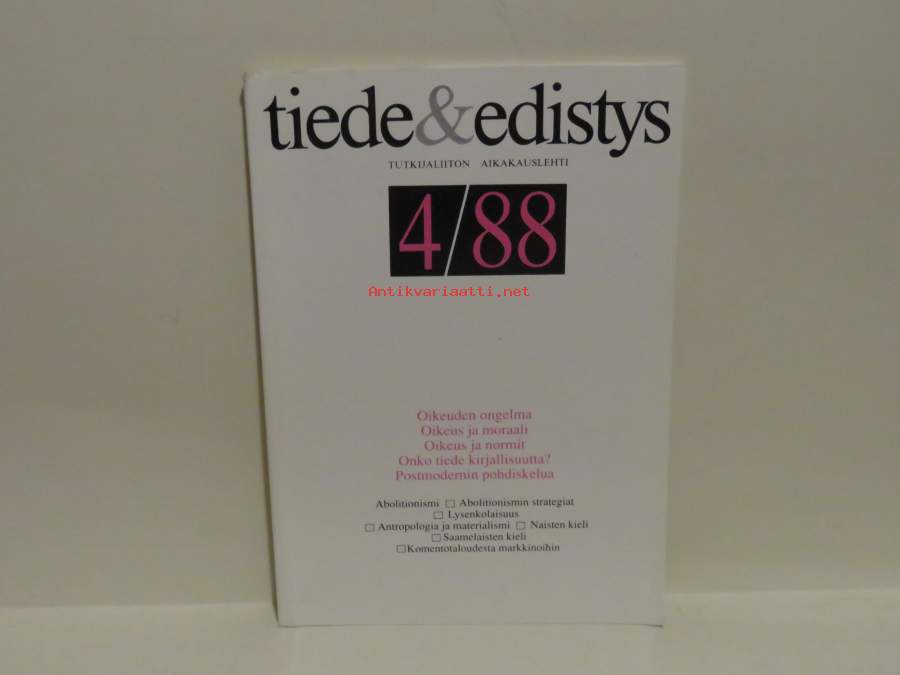 tiede&edistys
TUTKIJALIITON AIKAKAUSLEHTI
4/88
Antikvariaatti.net
Oikeuden ongelma
Oikeus ja moraali
Oikeus ja normit
Onko tiede kirjallisuutta?
Postmodernin pohdiskelua
Abolitionismi □ Abolitionismin strategiat
□ Lysenkolaisuus
□ Antropologia ja materialismi □ Naisten kieli
□ Saamelaisten kieli
□ Komentotaloudesta markkinoihin